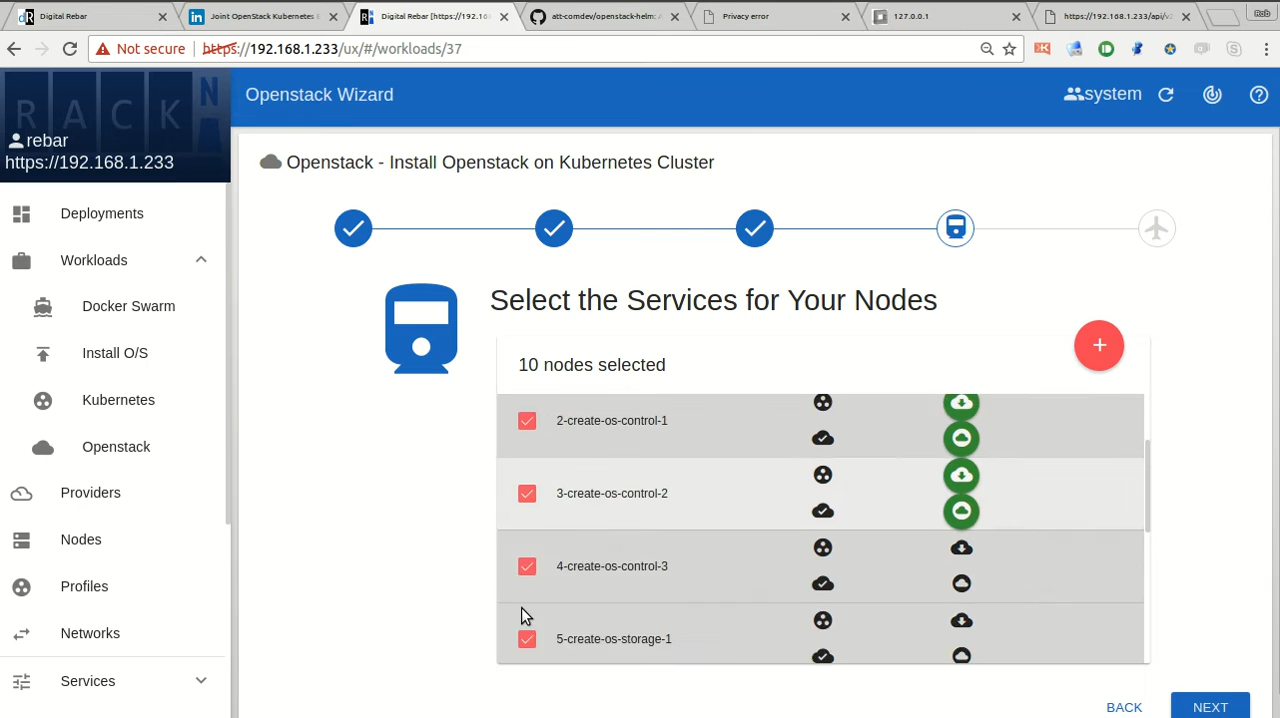 Digital Rebar
Joint OpenStack Kubernetes E
Digital Rebar [https://192.168.
att-comdev/openstack-helm: A
Privacy error
127.0.0.1
https://192.168.1.233/api/v2
Rob
Not secure
https://192.168.1.233/ux/#/workloads/37
RACKN
rebar
https://192.168.1.233
Openstack Wizard
system
Openstack - Install Openstack on Kubernetes Cluster
Deployments
Workloads
Docker Swarm
Install O/S
Kubernetes
Openstack
Providers
Nodes
Profiles
Networks
Services
Select the Services for Your Nodes
10 nodes selected
2-create-os-control-1
3-create-os-control-2
4-create-os-control-3
5-create-os-storage-1
BACK
NEXT